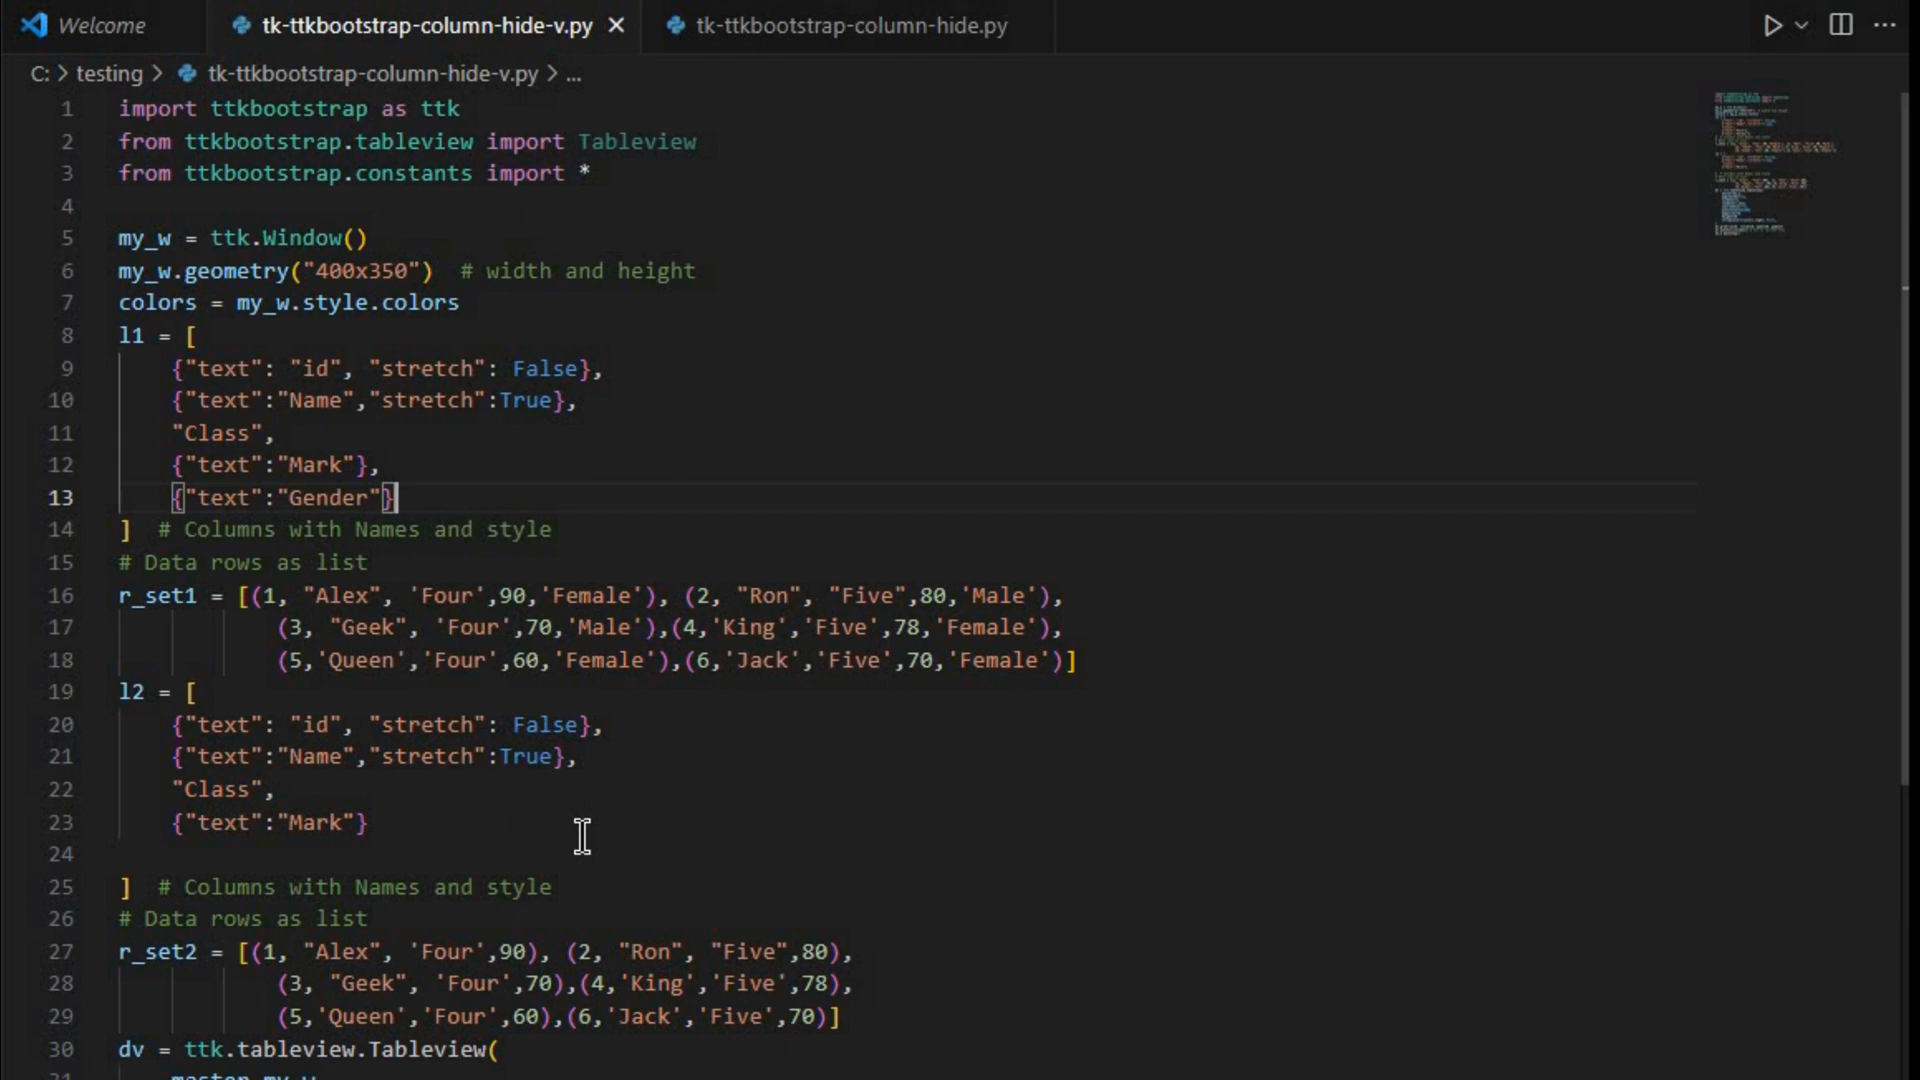 Welcome
tk-ttkbootstrap-column-hide-v.py
tk-ttkbootstrap-column-hide.py
C: > testing > tk-ttkbootstrap-column-hide-v.py > ...
1 import ttkbootstrap as ttk
2 from ttkbootstrap.tableview import Tableview
3 from ttkbootstrap.constants import *
4
5 my_w = ttk.Window()
6 my_w.geometry("400x350")  # width and height
7 colors = my_w.style.colors
8 l1 = [
9     {"text": "id", "stretch": False},
10     {"text":"Name","stretch":True},
11     "Class",
12     {"text":"Mark"},
13     {"text":"Gender"}
14 ]  # Columns with Names and style
15 # Data rows as list
16 r_set1 = [(1, "Alex", 'Four',90,'Female'), (2, "Ron", "Five",80,'Male'),
17             (3, "Geek", 'Four',70,'Male'),(4,'King','Five',78,'Female'),
18             (5,'Queen','Four',60,'Female'),(6,'Jack','Five',70,'Female')]
19 l2 = [
20     {"text": "id", "stretch": False},
21     {"text":"Name","stretch":True},
22     "Class",
23     {"text":"Mark"}
24
25 ]  # Columns with Names and style
26 # Data rows as list
27 r_set2 = [(1, "Alex", 'Four',90), (2, "Ron", "Five",80),
28             (3, "Geek", 'Four',70),(4,'King','Five',78),
29             (5,'Queen','Four',60),(6,'Jack','Five',70)]
30 dv = ttk.tableview.Tableview(